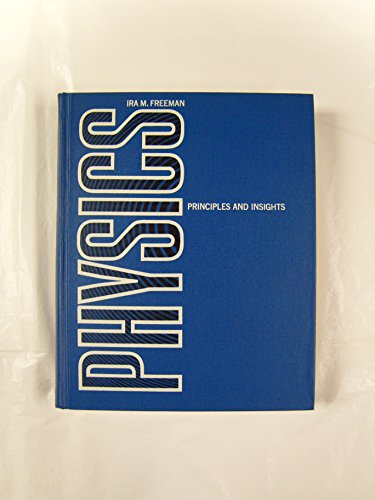 IRA M. FREEMAN
PHYSICS
PRINCIPLES AND INSIGHTS